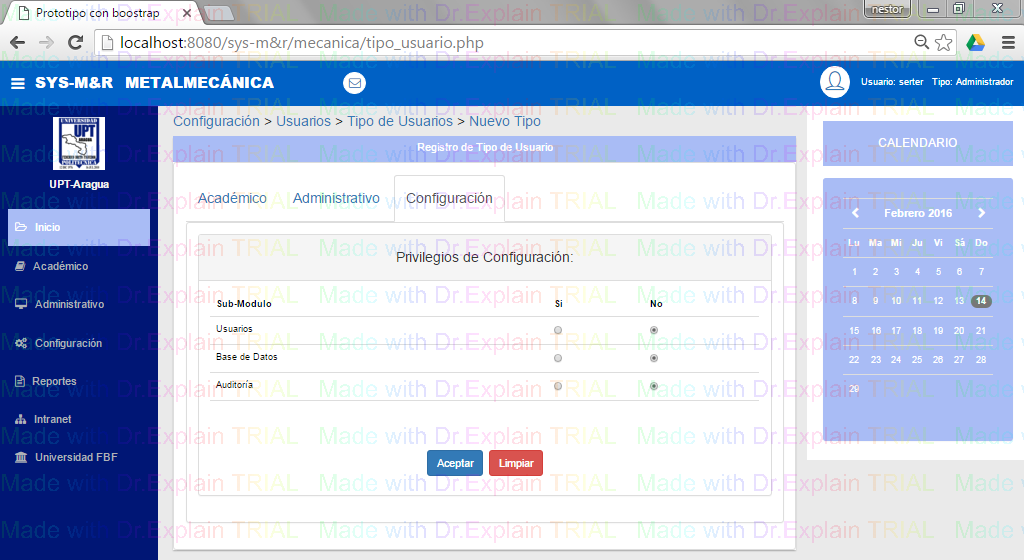 Prototipo con boostrap
nestor
localhost:8080/sys-m&r/mecanica/tipo_usuario.php
SYS-M&R METALMECÁNICA
Usuario: serter Tipo: Administrador
UNIVERSIDAD
UPT
ARAGUA
POLITECNICA
UPT-Aragua
Inicio
Académico
Administrativo
Configuración
Reportes
Intranet
Universidad FBF
Configuración > Usuarios > Tipo de Usuarios > Nuevo Tipo
Registro de Tipo de Usuario
Académico Administrativo Configuración
Privilegios de Configuración:
Sub-Modulo Si No
Usuarios
Base de Datos
Auditoría
Aceptar Limpiar
CALENDARIO
Febrero 2016
Lu Ma Mi Ju Vi Sá Do
1 2 3 4 5 6 7
8 9 10 11 12 13 14
15 16 17 18 19 20 21
22 23 24 25 26 27 28
29
Made with Dr.Explain TRIAL